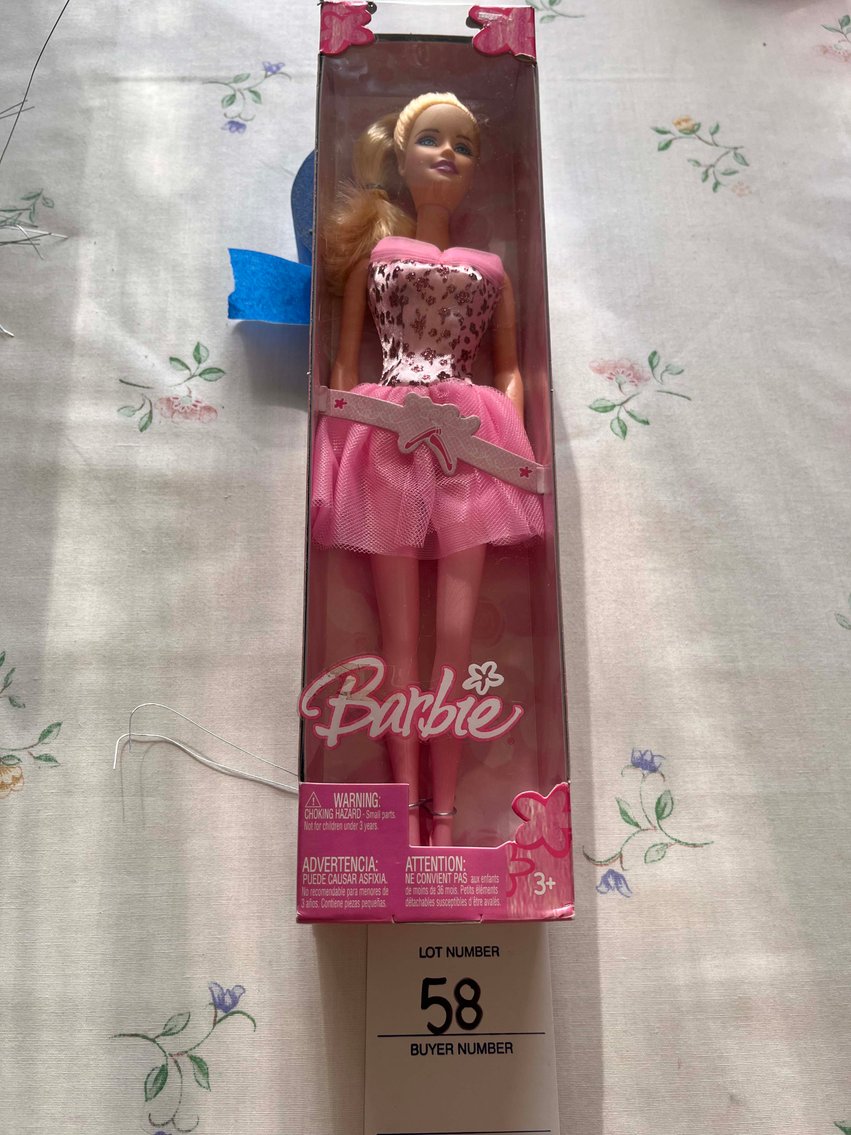 Barbie
WARNING:
CHOKING HAZARD - Small parts
Not for children under 3 years.
ADVERTENCIA:
PUEDE CAUSAR ASFIXIA.
No recomendable para menores de
3 años. Contiene piezas pequeñas.
ATTENTION:
NE CONVIENT PAS aux enfants
de moins de 36 mois. Petits éléments
détachables susceptibles d'être avalés.
3+
LOT NUMBER
58
BUYER NUMBER